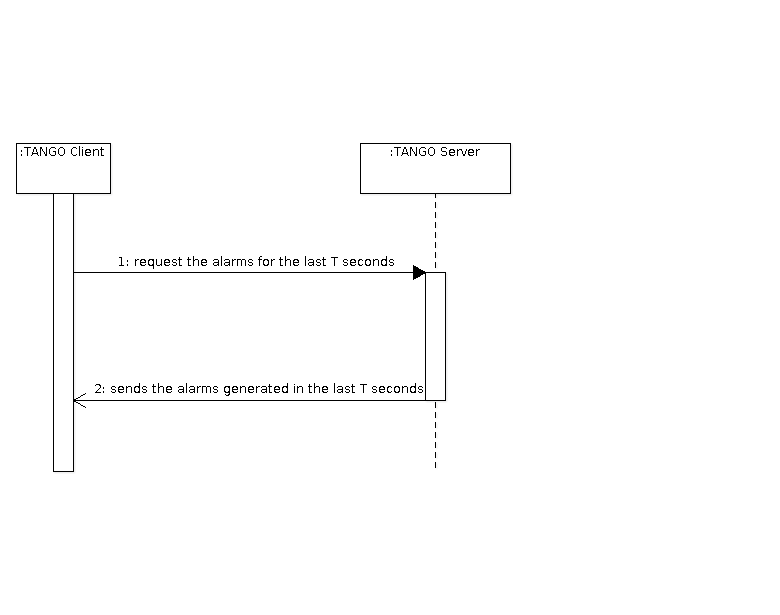 :TANGO Client
:TANGO Server
1: request the alarms for the last T seconds
2: sends the alarms generated in the last T seconds